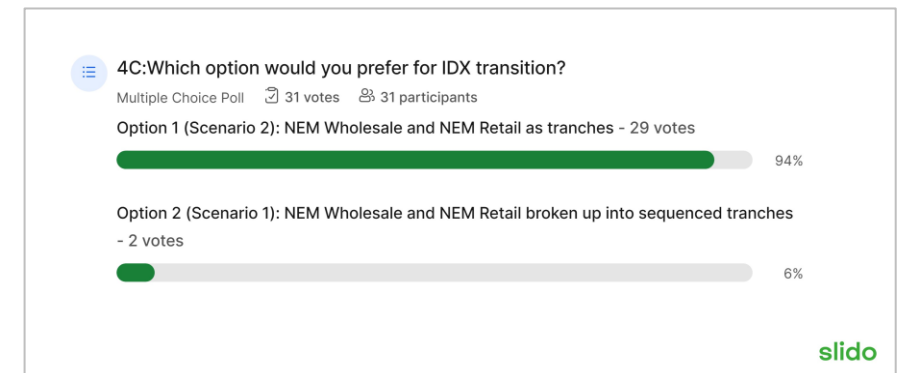 4C:Which option would you prefer for IDX transition?
Multiple Choice Poll 31 votes 31 participants
Option 1 (Scenario 2): NEM Wholesale and NEM Retail as tranches - 29 votes
94%
Option 2 (Scenario 1): NEM Wholesale and NEM Retail broken up into sequenced tranches
- 2 votes
6%
slido